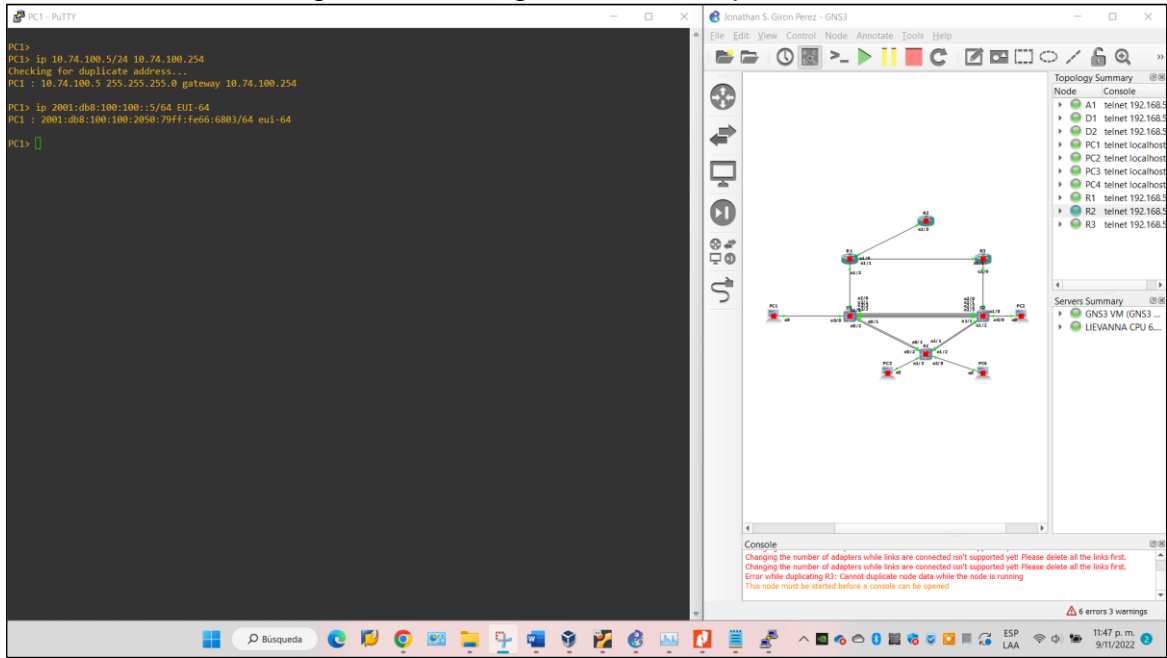 PC1 - PuTTY
PC1>
PC1> ip 10.74.100.5/24 10.74.100.254
Checking for duplicate address...
PC1 : 10.74.100.5 255.255.255.0 gateway 10.74.100.254
PC1> ip 2001:db8:100:100::5/64 EUI-64
PC1 : 2001:db8:100:100:2050:79ff:fe66:6803/64 eui-64
PC1>
Jonathan S. Giron Perez - GNS3
File Edit View Control Node Annotate Tools Help
Topology Summary
Node Console
A1 telnet 192.168.5
D1 telnet 192.168.5
D2 telnet 192.168.5
PC1 telnet localhost
PC2 telnet localhost
PC3 telnet localhost
PC4 telnet localhost
R1 telnet 192.168.5
R2 telnet 192.168.5
R3 telnet 192.168.5
Servers Summary
GNS3 VM (GNS3 ...
LIEVANNA CPU 6....
R2
R1
PC1
PC2
PC3
Console
Changing the number of adapters while links are connected isn't supported yet! Please delete all the links first.
Changing the number of adapters while links are connected isn't supported yet! Please delete all the links first.
Error while duplicating R3: Cannot duplicate node data while the node is running
This node must be started before a console can be opened
6 errors 3 warnings
Búsqueda
ESP
LAA
11:47 p. m.
9/11/2022
2